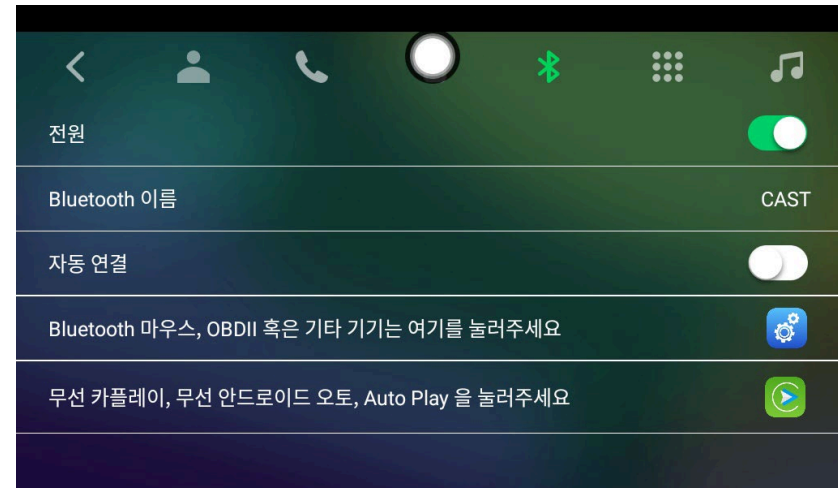 전원
Bluetooth 이름 CAST
자동 연결
Bluetooth 마우스, OBDII 혹은 기타 기기는 여기를 눌러주세요
무선 카플레이, 무선 안드로이드 오토, Auto Play 을 눌러주세요